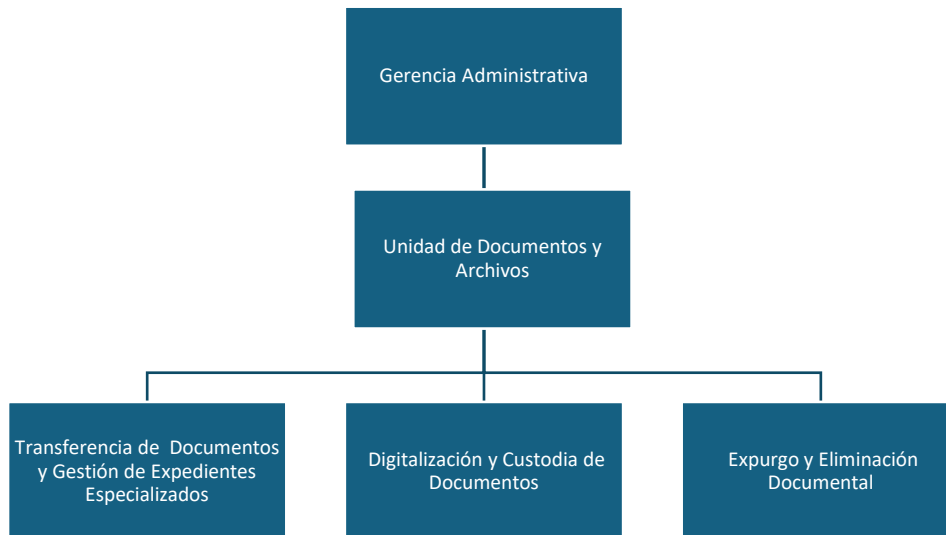 Gerencia Administrativa
Unidad de Documentos y
Archivos
Transferencia de Documentos
y Gestión de Expedientes
Especializados
Digitalización y Custodia de
Documentos
Expurgo y Eliminación
Documental